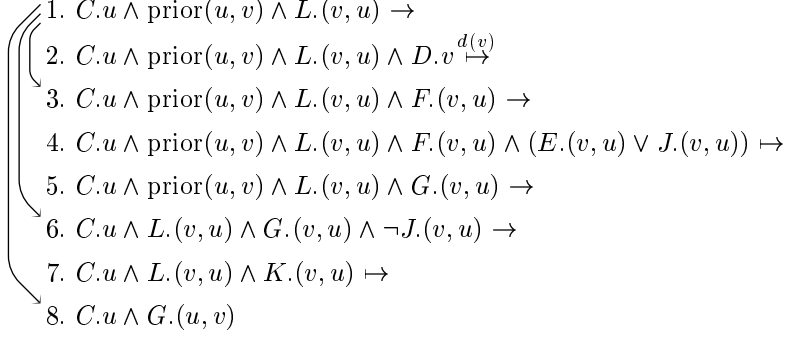 1. C.u ∧ prior(u, v) ∧ L.(v, u) →
2. C.u ∧ prior(u, v) ∧ L.(v, u) ∧ D.v d(v) ↦
3. C.u ∧ prior(u, v) ∧ L.(v, u) ∧ F.(v, u) →
4. C.u ∧ prior(u, v) ∧ L.(v, u) ∧ F.(v, u) ∧ (E.(v, u) ∨ J.(v, u)) ↦
5. C.u ∧ prior(u, v) ∧ L.(v, u) ∧ G.(v, u) →
6. C.u ∧ L.(v, u) ∧ G.(v, u) ∧ ¬J.(v, u) →
7. C.u ∧ L.(v, u) ∧ K.(v, u) ↦
8. C.u ∧ G.(u, v)